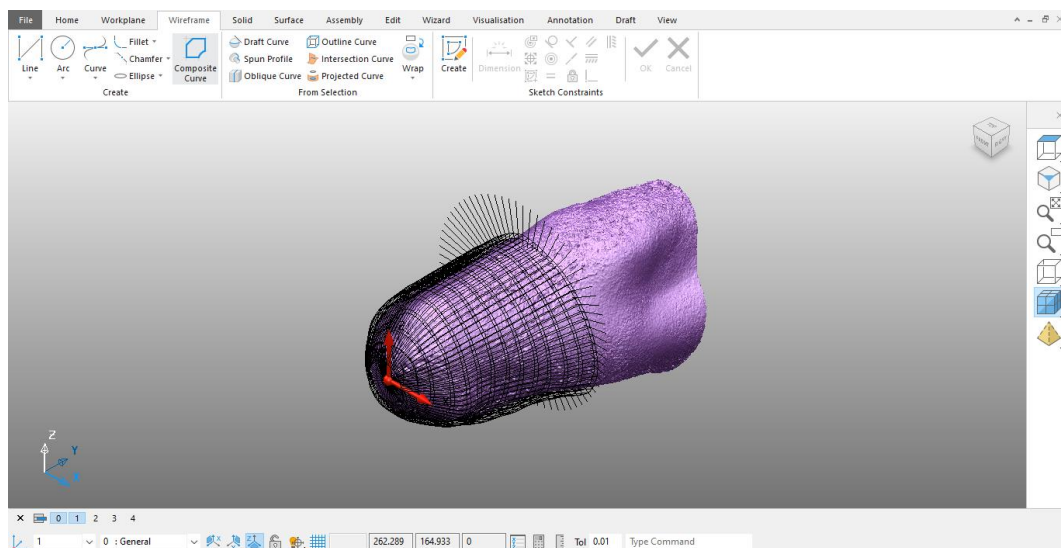 File Home Workplane Wireframe Solid Surface Assembly Edit Wizard Visualisation Annotation Draft View
Line Arc Curve Fillet Chamfer Ellipse Composite Curve
Create
Draft Curve Outline Curve
Spun Profile Intersection Curve
Oblique Curve Projected Curve
Wrap
From Selection
Create Dimension OK Cancel
Sketch Constraints
Z
Y
X
0 1 2 3 4
1 0 : General 262.289 164.933 0 Tol 0.01 Type Command